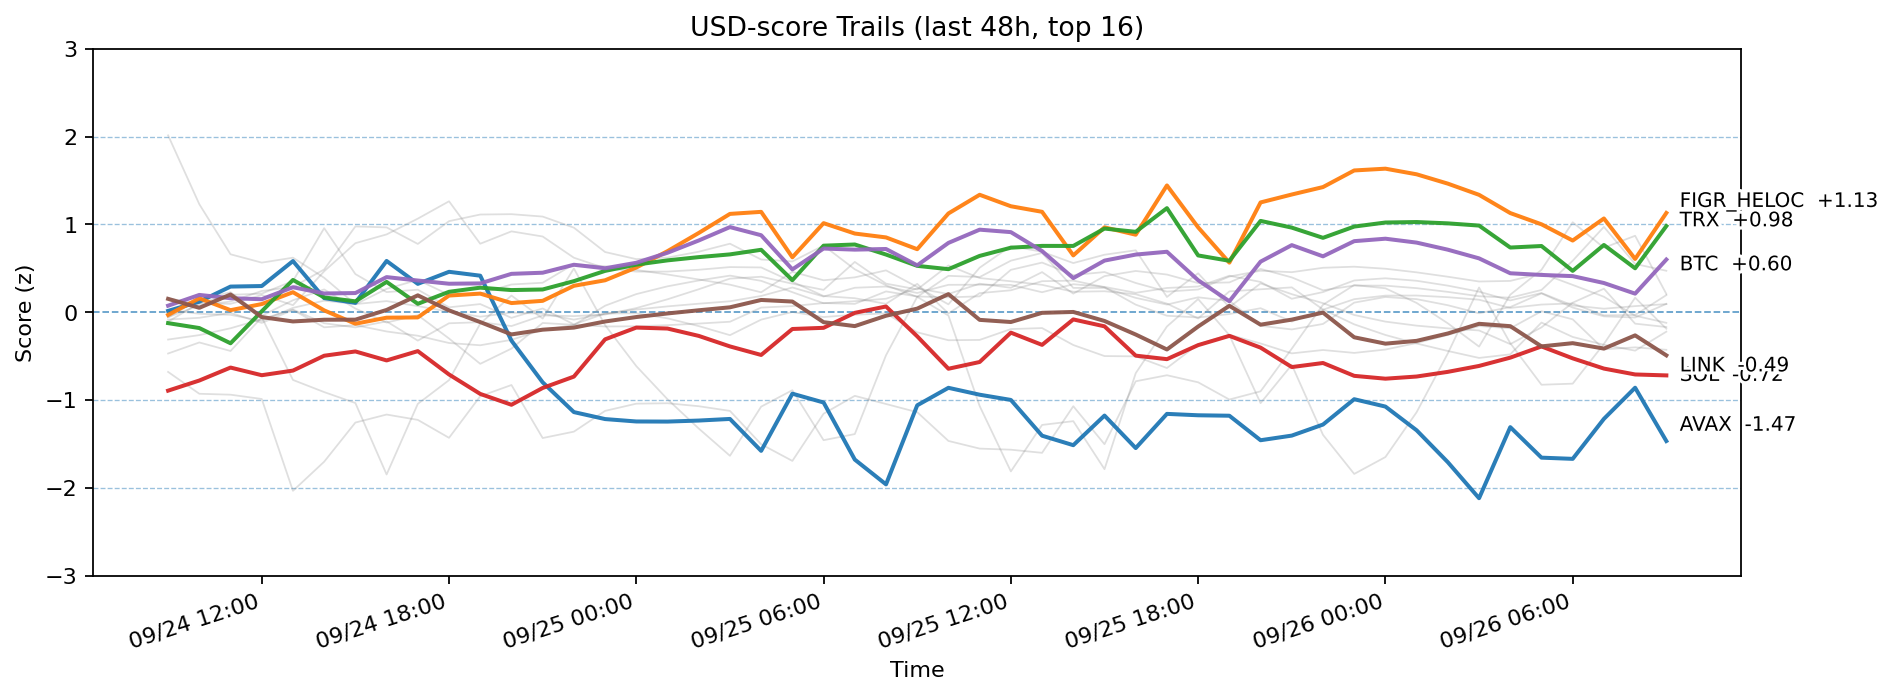 USD-score Trails (last 48h, top 16)
Score (z)
3
2
1
0
−1
−2
−3
FIGR_HELOC +1.13
TRX +0.98
BTC +0.60
LINK -0.49
SOL -0.72
AVAX -1.47
09/24 12:00
09/24 18:00
09/25 00:00
09/25 06:00
09/25 12:00
09/25 18:00
09/26 00:00
09/26 06:00
Time